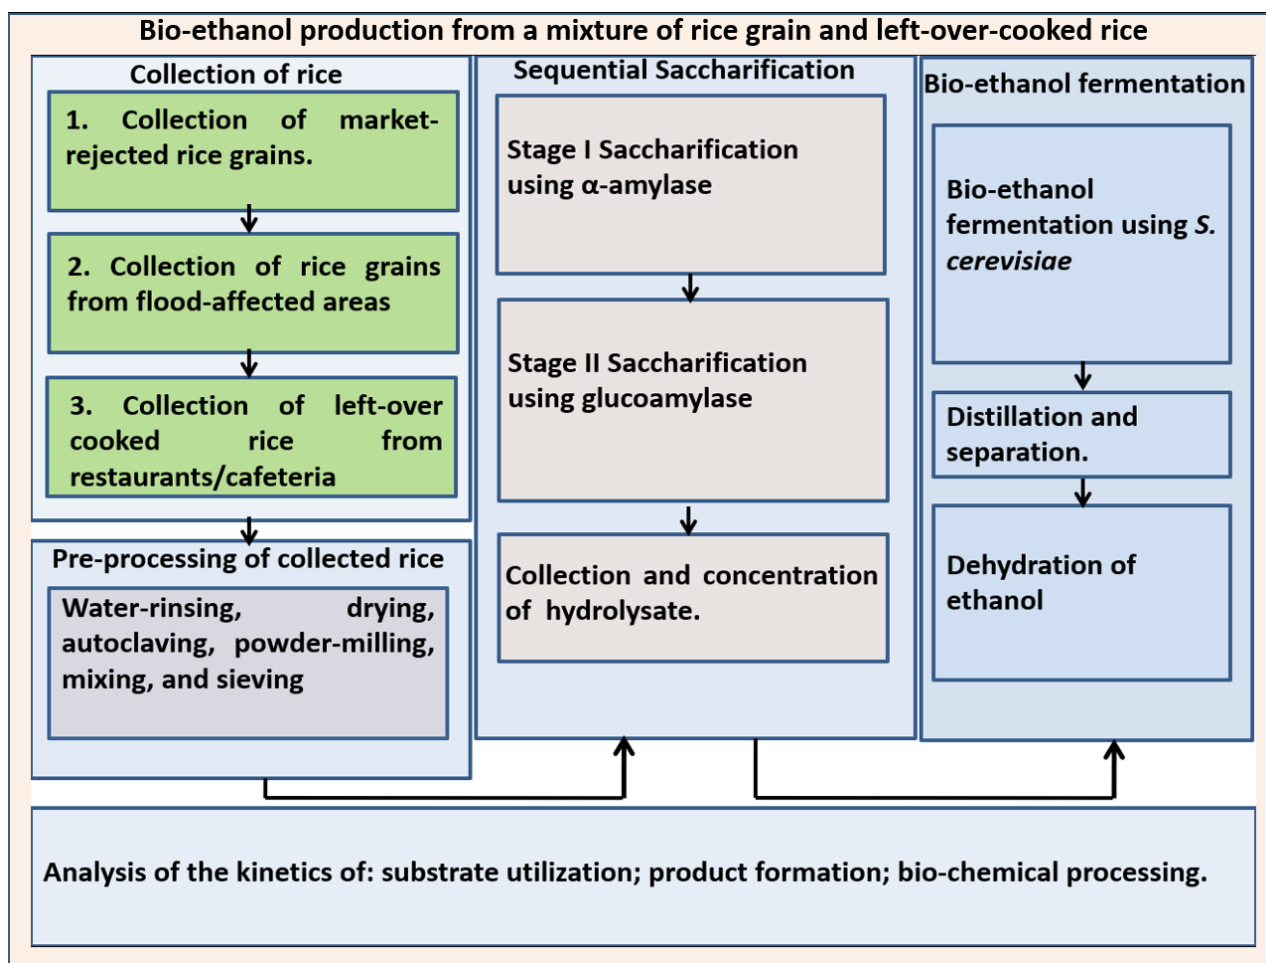 Bio-ethanol production from a mixture of rice grain and left-over-cooked rice
Collection of rice
1. Collection of market-
rejected rice grains.
2. Collection of rice grains
from flood-affected areas
3. Collection of left-over
cooked rice from
restaurants/cafeteria
Pre-processing of collected rice
Water-rinsing, drying,
autoclaving, powder-milling,
mixing, and sieving
Sequential Saccharification
Stage I Saccharification
using α-amylase
Stage II Saccharification
using glucoamylase
Collection and concentration
of hydrolysate.
Bio-ethanol fermentation
Bio-ethanol
fermentation using S.
cerevisiae
Distillation and
separation.
Dehydration of
ethanol
Analysis of the kinetics of: substrate utilization; product formation; bio-chemical processing.